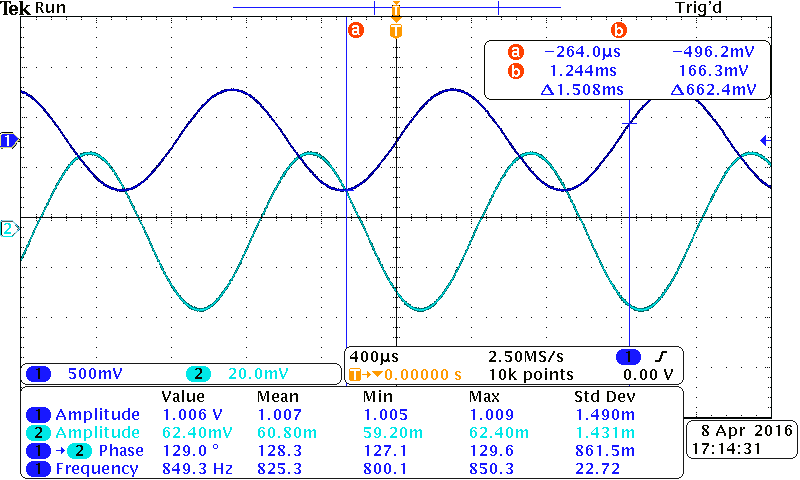 Tek Run Trig'd
T
a T b
a −264.0µs −496.2mV
b 1.244ms 166.3mV
Δ1.508ms Δ662.4mV
1
2
1 500mV 2 20.0mV
400µs 2.50MS/s 1
T→▼0.00000 s 10k points 0.00 V
Value Mean Min Max Std Dev
1 Amplitude 1.006 V 1.007 1.005 1.009 1.490m
2 Amplitude 62.40mV 60.80m 59.20m 62.40m 1.431m
1 → 2 Phase 129.0 ° 128.3 127.1 129.6 861.5m
1 Frequency 849.3 Hz 825.3 800.1 850.3 22.72
8 Apr 2016
17:14:31